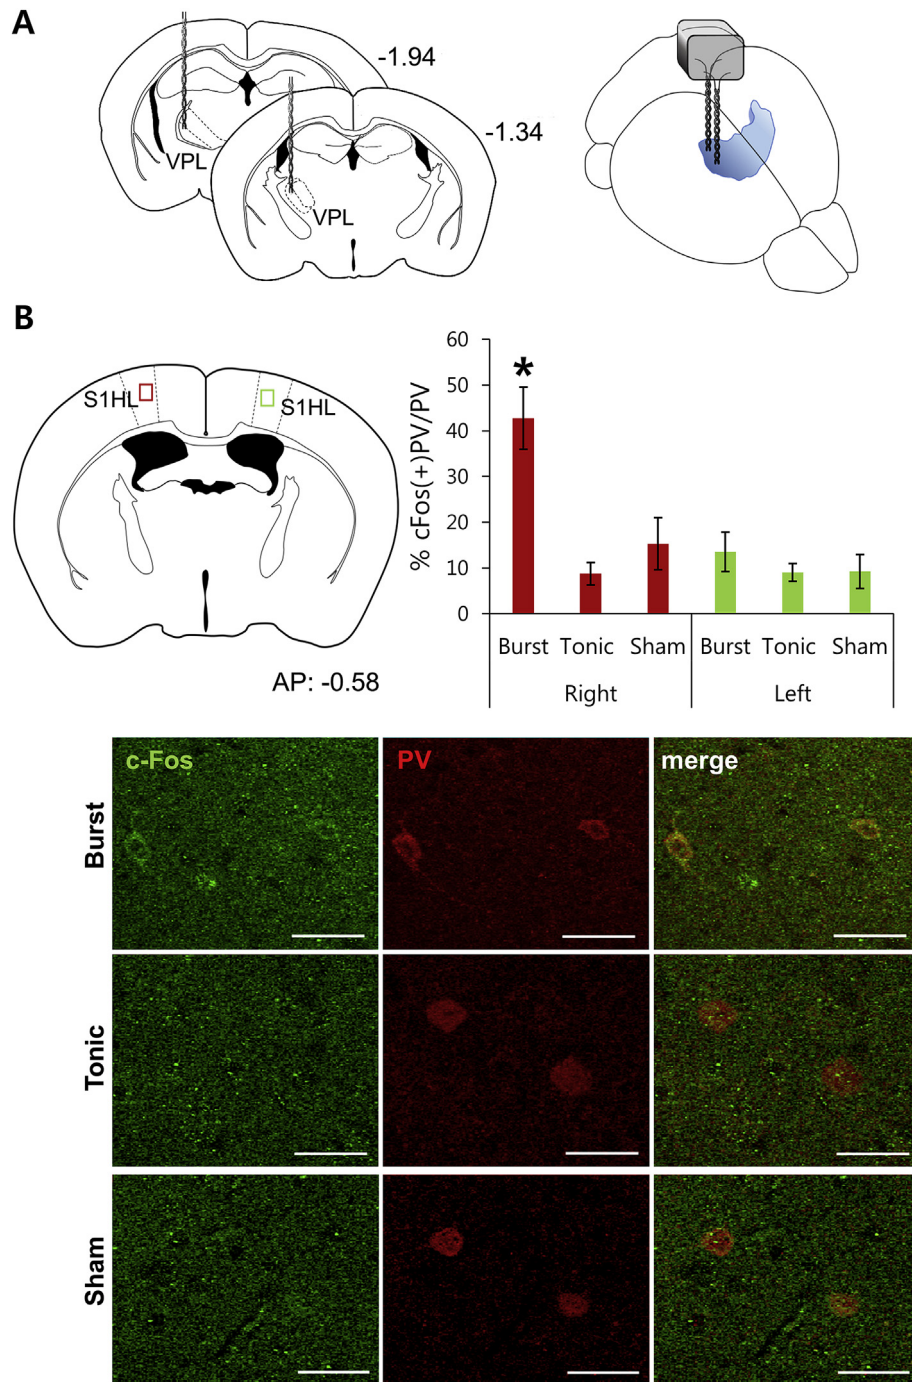 A
-1.94
-1.34
VPL
VPL
B
S1HL
S1HL
AP: -0.58
% cFos(+)PV/PV
60
50
40
30
20
10
0
*
Burst Tonic Sham Burst Tonic Sham
Right Left
c-Fos PV merge
Burst
Tonic
Sham